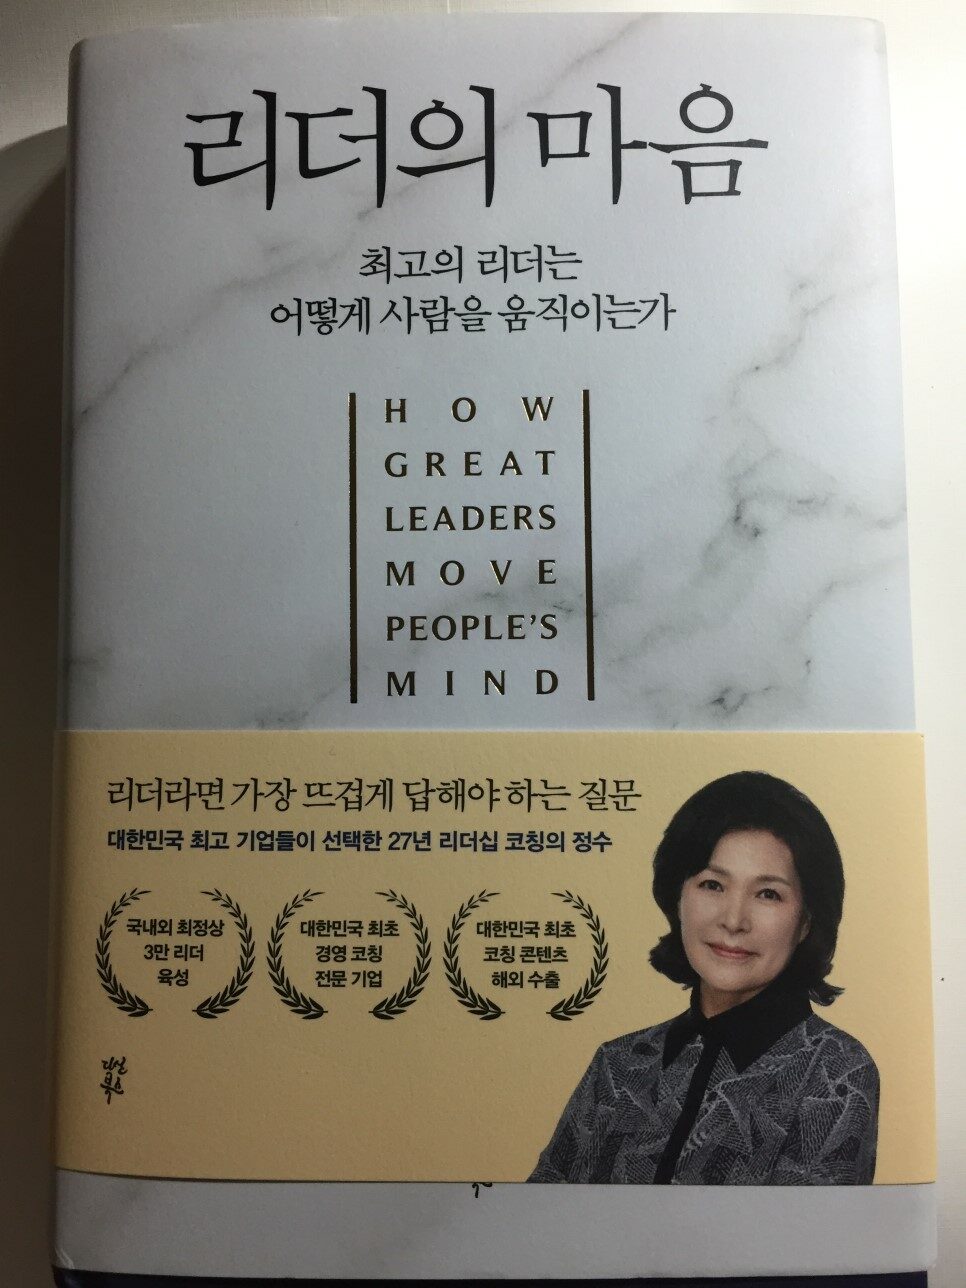 리더의 마음
최고의 리더는
어떻게 사람을 움직이는가
HOW
GREAT
LEADERS
MOVE
PEOPLE'S
MIND
리더라면 가장 뜨겁게 답해야 하는 질문
대한민국 최고 기업들이 선택한 27년 리더십 코칭의 정수
국내외 최정상
3만 리더
육성
대한민국 최초
경영 코칭
전문 기업
대한민국 최초
코칭 콘텐츠
해외 수출
다산
북스